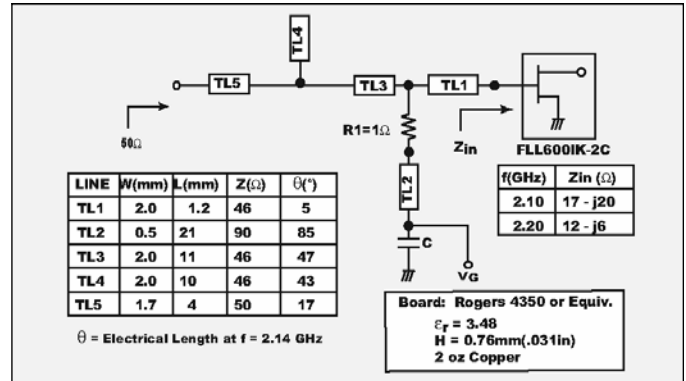 TL4
TL5
TL3
TL1
50Ω
R1=1Ω
Zin
FLL600IK-2C
TL2
C
VG
f(GHz) Zin (Ω)
2.10 17 - j20
2.20 12 - j6
LINE W(mm) L(mm) Z(Ω) θ(°)
TL1 2.0 1.2 46 5
TL2 0.5 21 90 85
TL3 2.0 11 46 47
TL4 2.0 10 46 43
TL5 1.7 4 50 17
θ = Electrical Length at f = 2.14 GHz
Board: Rogers 4350 or Equiv.
εr = 3.48
H = 0.76mm(.031in)
2 oz Copper